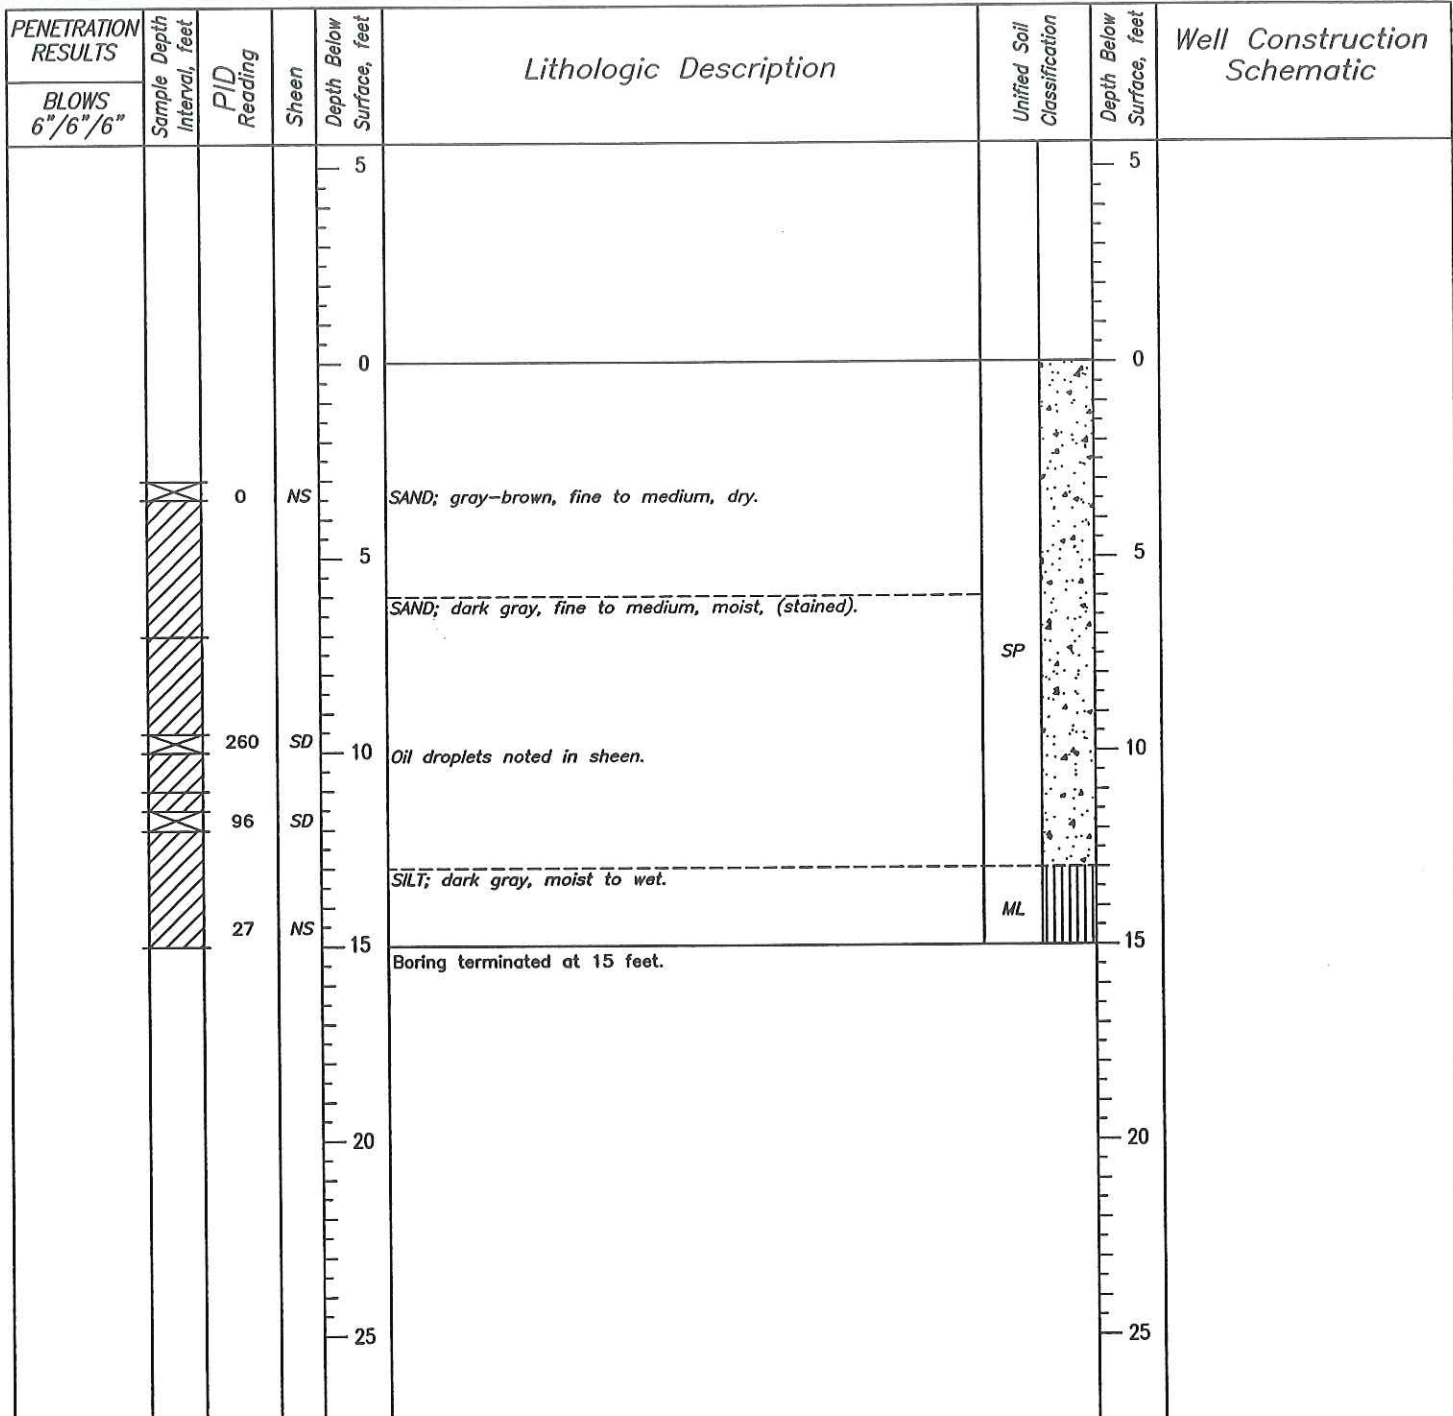 PENETRATION
RESULTS
BLOWS
6"/6"/6"
Sample Depth
Interval, feet
PID
Reading
Sheen
Depth Below
Surface, feet
Lithologic Description
Unified Soil
Classification
Depth Below
Surface, feet
Well Construction
Schematic
5 5
0 0
0 NS SAND; gray-brown, fine to medium, dry.
5 5
SAND; dark gray, fine to medium, moist, (stained).
SP
260 SD 10 Oil droplets noted in sheen. 10
96 SD
SILT; dark gray, moist to wet.
ML
27 NS
15 15
Boring terminated at 15 feet.
20 20
25 25